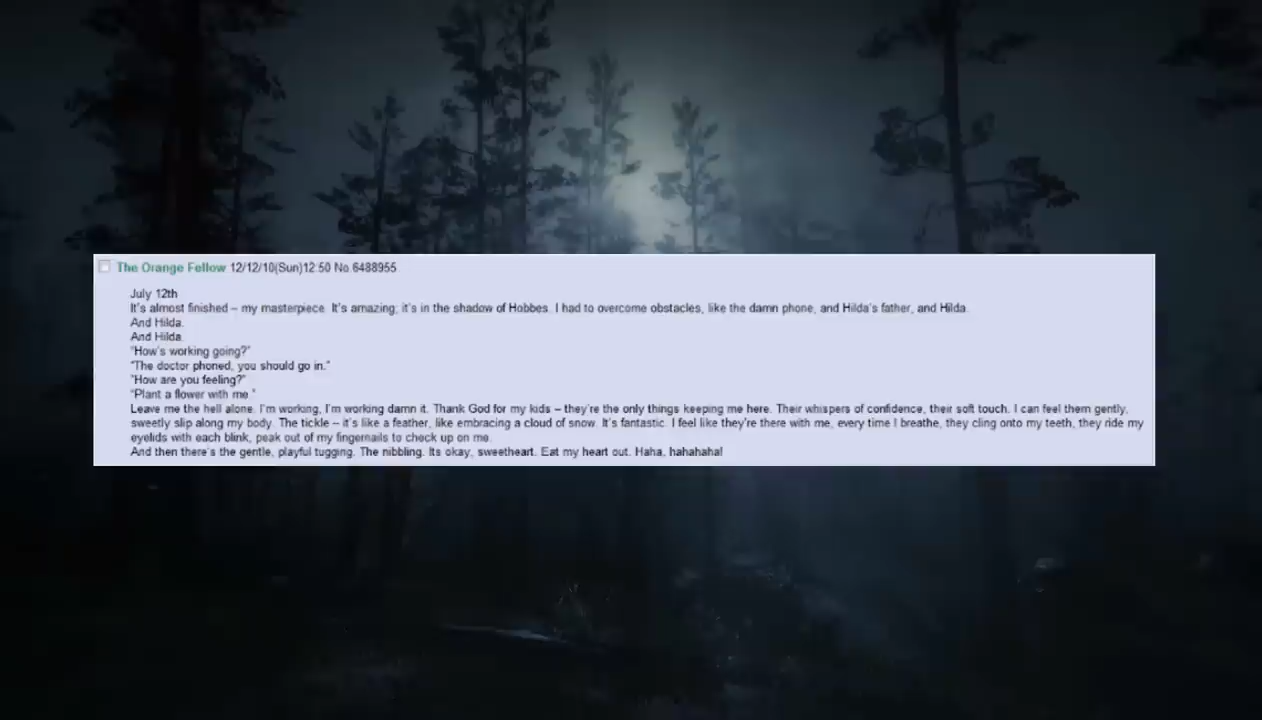 The Orange Fellow 12/12/10(Sun)12:50 No.6488955
July 12th
It's almost finished – my masterpiece. It's amazing; it's in the shadow of Hobbes. I had to overcome obstacles, like the damn phone, and Hilda's father, and Hilda.
And Hilda.
And Hilda.
"How's working going?"
"The doctor phoned, you should go in."
"How are you feeling?"
"Plant a flower with me."
Leave me the hell alone. I'm working, I'm working damn it. Thank God for my kids – they're the only things keeping me here. Their whispers of confidence, their soft touch. I can feel them gently,
sweetly slip along my body. The tickle – it's like a feather, like embracing a cloud of snow. It's fantastic. I feel like they're there with me, every time I breathe, they cling onto my teeth, they ride my
eyelids with each blink, peak out of my fingernails to check up on me.
And then there's the gentle, playful tugging. The nibbling. Its okay, sweetheart. Eat my heart out. Haha, hahahaha!